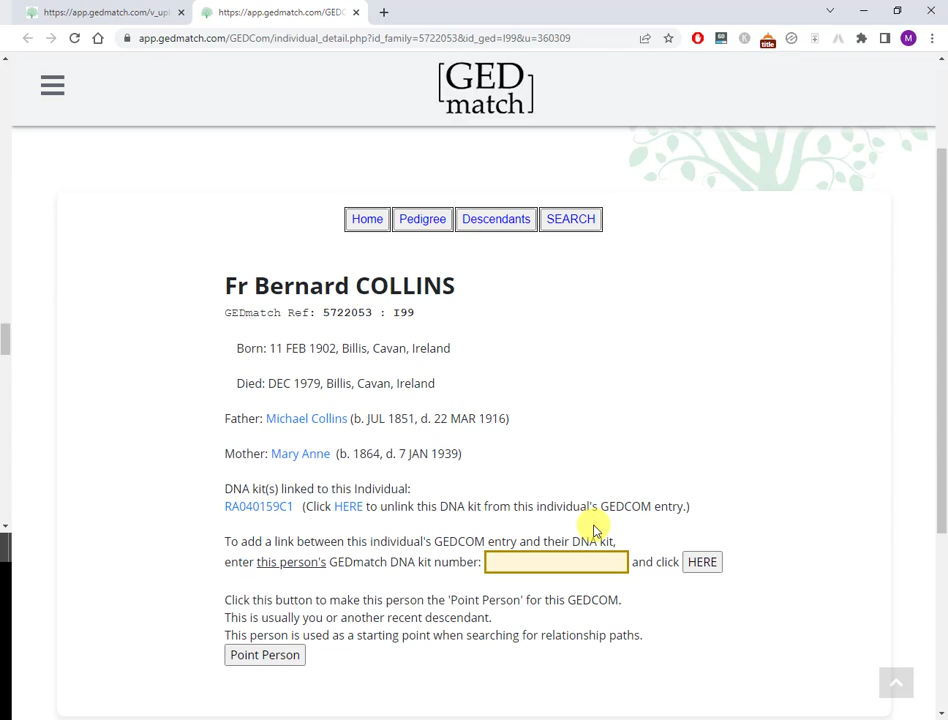 https://app.gedmatch.com/v_upl
https://app.gedmatch.com/GEDC
app.gedmatch.com/GEDCom/individual_detail.php?id_family=5722053&id_ged=I99&u=360309
60
K
title
M
[GED
match]
Home
Pedigree
Descendants
SEARCH
Fr Bernard COLLINS
GEDmatch Ref: 5722053 : I99
Born: 11 FEB 1902, Billis, Cavan, Ireland
Died: DEC 1979, Billis, Cavan, Ireland
Father: Michael Collins (b. JUL 1851, d. 22 MAR 1916)
Mother: Mary Anne (b. 1864, d. 7 JAN 1939)
DNA kit(s) linked to this Individual:
RA040159C1 (Click HERE to unlink this DNA kit from this individual's GEDCOM entry.)
To add a link between this individual's GEDCOM entry and their DNA kit,
enter this person's GEDmatch DNA kit number: and click HERE
Click this button to make this person the 'Point Person' for this GEDCOM.
This is usually you or another recent descendant.
This person is used as a starting point when searching for relationship paths.
Point Person